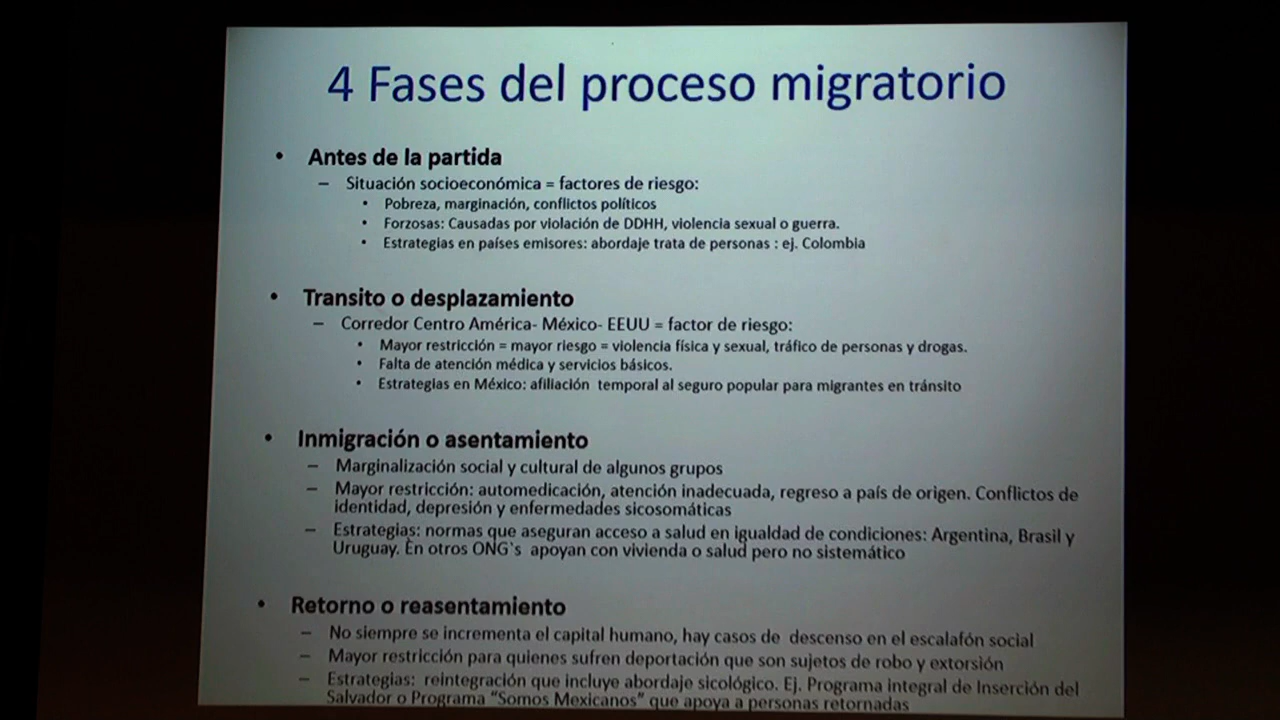 4 Fases del proceso migratorio
• Antes de la partida
– Situación socioeconómica = factores de riesgo:
• Pobreza, marginación, conflictos políticos
• Forzosas: Causadas por violación de DDHH, violencia sexual o guerra.
• Estrategias en países emisores: abordaje trata de personas : ej. Colombia
• Transito o desplazamiento
– Corredor Centro América- México- EEUU = factor de riesgo:
• Mayor restricción = mayor riesgo = violencia física y sexual, tráfico de personas y drogas.
• Falta de atención médica y servicios básicos.
• Estrategias en México: afiliación temporal al seguro popular para migrantes en tránsito
• Inmigración o asentamiento
– Marginalización social y cultural de algunos grupos
– Mayor restricción: automedicación, atención inadecuada, regreso a país de origen. Conflictos de
identidad, depresión y enfermedades sicosomáticas
– Estrategias: normas que aseguran acceso a salud en igualdad de condiciones: Argentina, Brasil y
Uruguay. En otros ONG`s apoyan con vivienda o salud pero no sistemático
• Retorno o reasentamiento
– No siempre se incrementa el capital humano, hay casos de descenso en el escalafón social
– Mayor restricción para quienes sufren deportación que son sujetos de robo y extorsión
– Estrategias: reintegración que incluye abordaje sicológico. Ej. Programa integral de Inserción del
Salvador o Programa “Somos Mexicanos” que apoya a personas retornadas